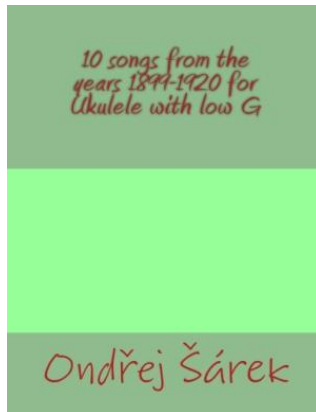 10 songs from the
years 1899-1920 for
Ukulele with low G
Ondřej Šárek